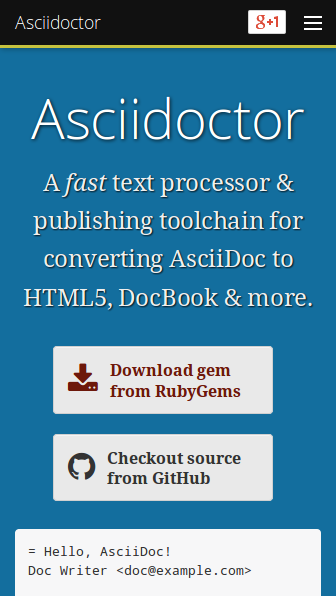 Asciidoctor
g+1
Asciidoctor
A fast text processor &
publishing toolchain for
converting AsciiDoc to
HTML5, DocBook & more.
Download gem
from RubyGems
Checkout source
from GitHub
= Hello, AsciiDoc!
Doc Writer <doc@example.com>